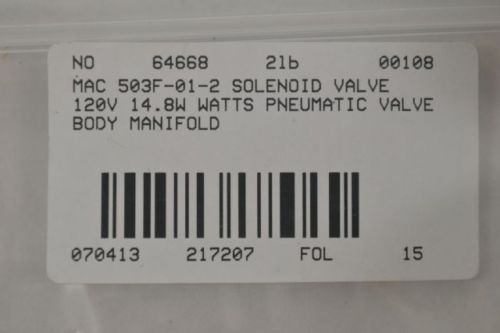 NO 64668 21b 00108
MAC 503F-01-2 SOLENOID VALVE
120V 14.8W WATTS PNEUMATIC VALVE
BODY MANIFOLD
070413 217207 FOL 15